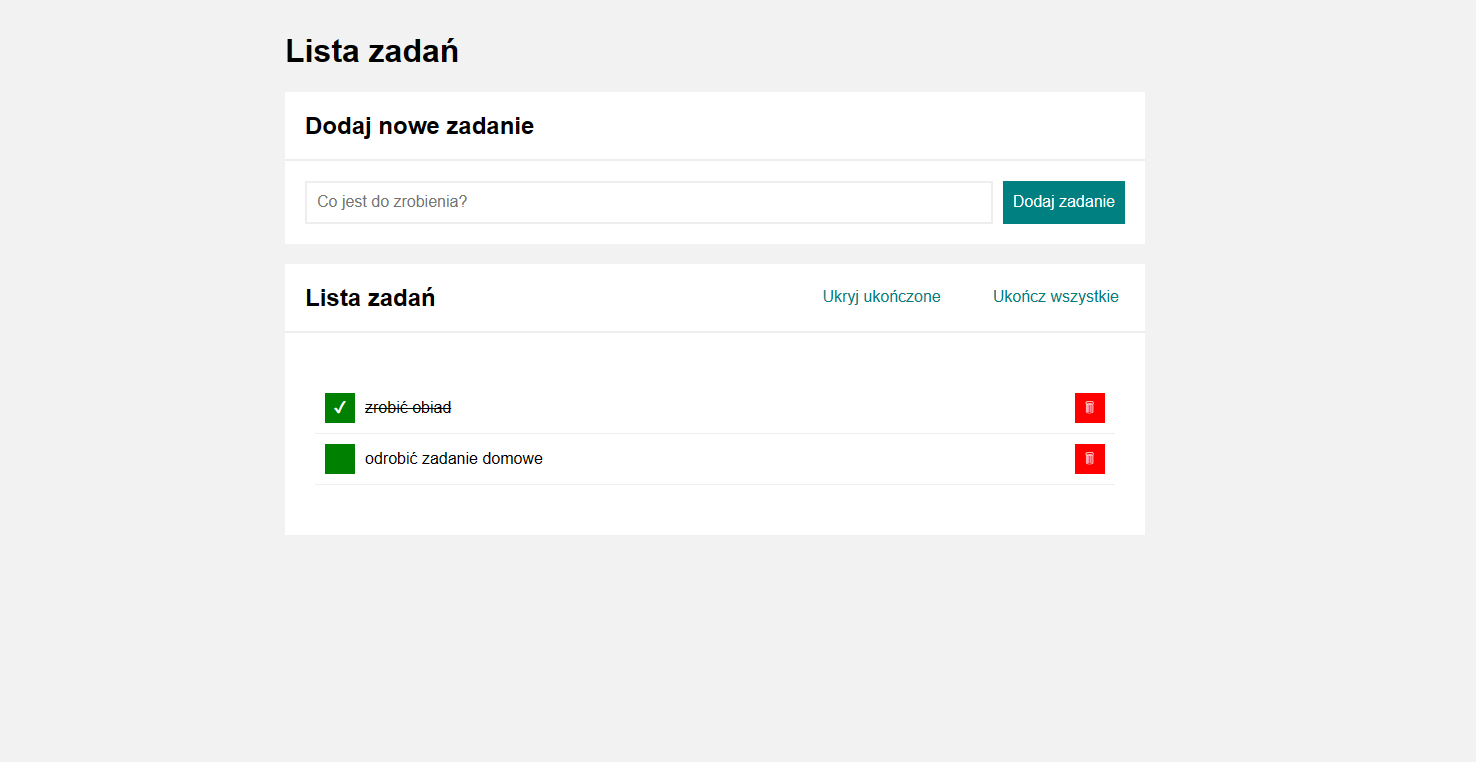 Lista zadań
Dodaj nowe zadanie
Co jest do zrobienia?
Dodaj zadanie
Lista zadań
Ukryj ukończone
Ukończ wszystkie
zrobić obiad
odrobić zadanie domowe